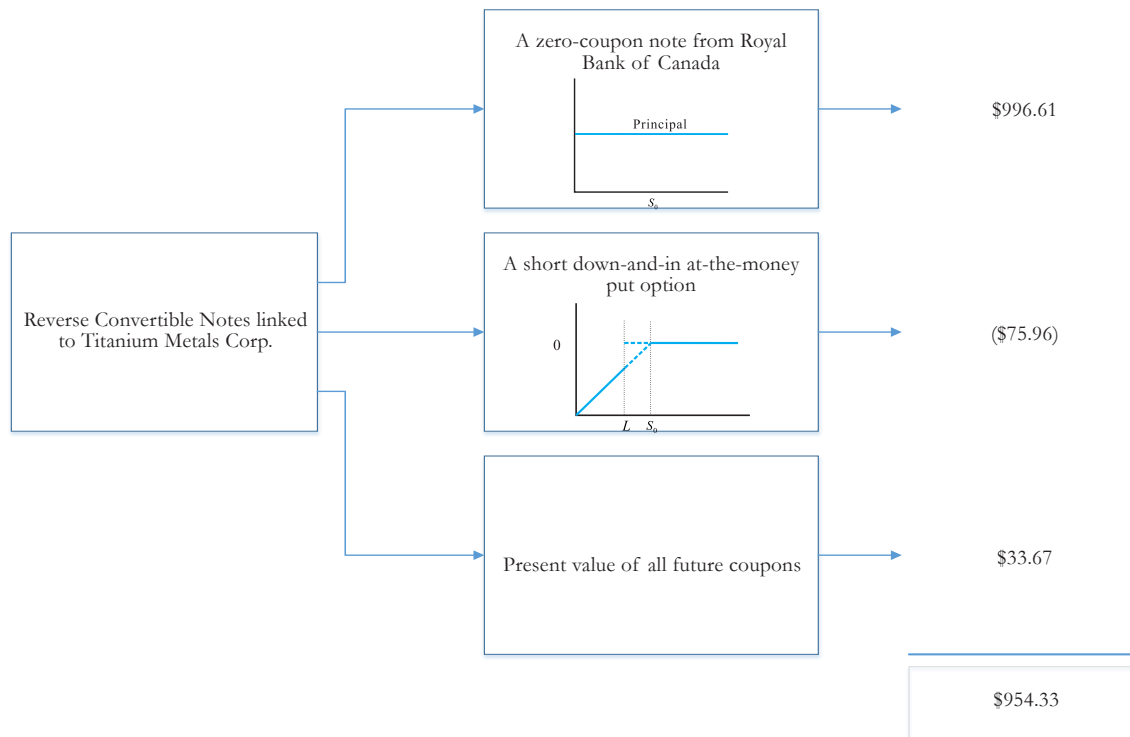 A zero-coupon note from Royal
Bank of Canada
Principal
S₀
$996.61
Reverse Convertible Notes linked
to Titanium Metals Corp.
A short down-and-in at-the-money
put option
0
L S₀
($75.96)
Present value of all future coupons
$33.67
$954.33